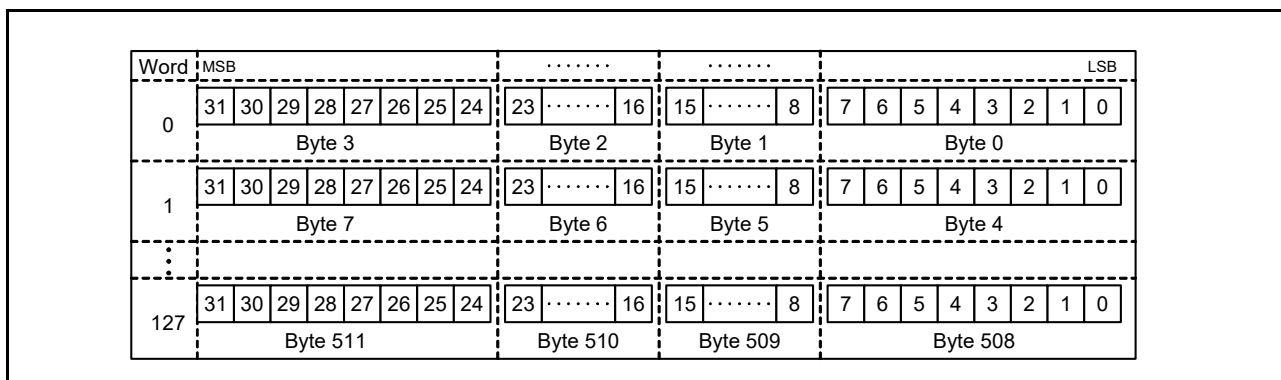 Word MSB ······· ······· LSB
0 31 30 29 28 27 26 25 24 23 ······· 16 15 ······· 8 7 6 5 4 3 2 1 0
Byte 3 Byte 2 Byte 1 Byte 0
1 31 30 29 28 27 26 25 24 23 ······· 16 15 ······· 8 7 6 5 4 3 2 1 0
Byte 7 Byte 6 Byte 5 Byte 4
⋮
127 31 30 29 28 27 26 25 24 23 ······· 16 15 ······· 8 7 6 5 4 3 2 1 0
Byte 511 Byte 510 Byte 509 Byte 508